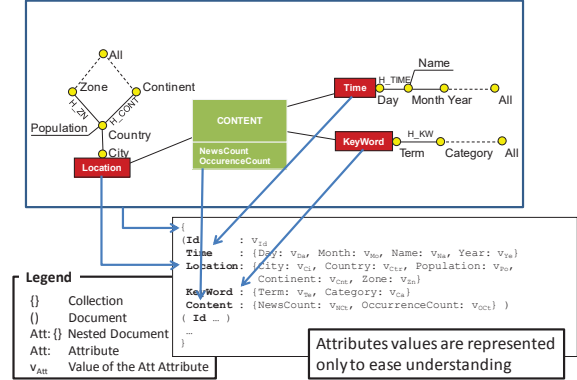 All
Zone
Continent
H_ZN
H_CONT
Population
Country
City
Location
CONTENT
NewsCount
OccurrenceCount
Name
Time
H_TIME
Day
Month
Year
All
KeyWord
H_KW
Term
Category
All
{
(Id : vId
Time : {Day: vDa, Month: vMo, Name: vNa, Year: vYe}
Location: {City: vCi, Country: vCtr, Population: vPo,
Continent: vCnt, Zone: vZn}
KeyWord : {Term: vTe, Category: vCa}
Content : {NewsCount: vNCt, OccurrenceCount: vOCt} )
( Id … )
…
}
Legend
{} Collection
() Document
Att: {} Nested Document
Att: Attribute
vAtt Value of the Att Attribute
Attributes values are represented
only to ease understanding